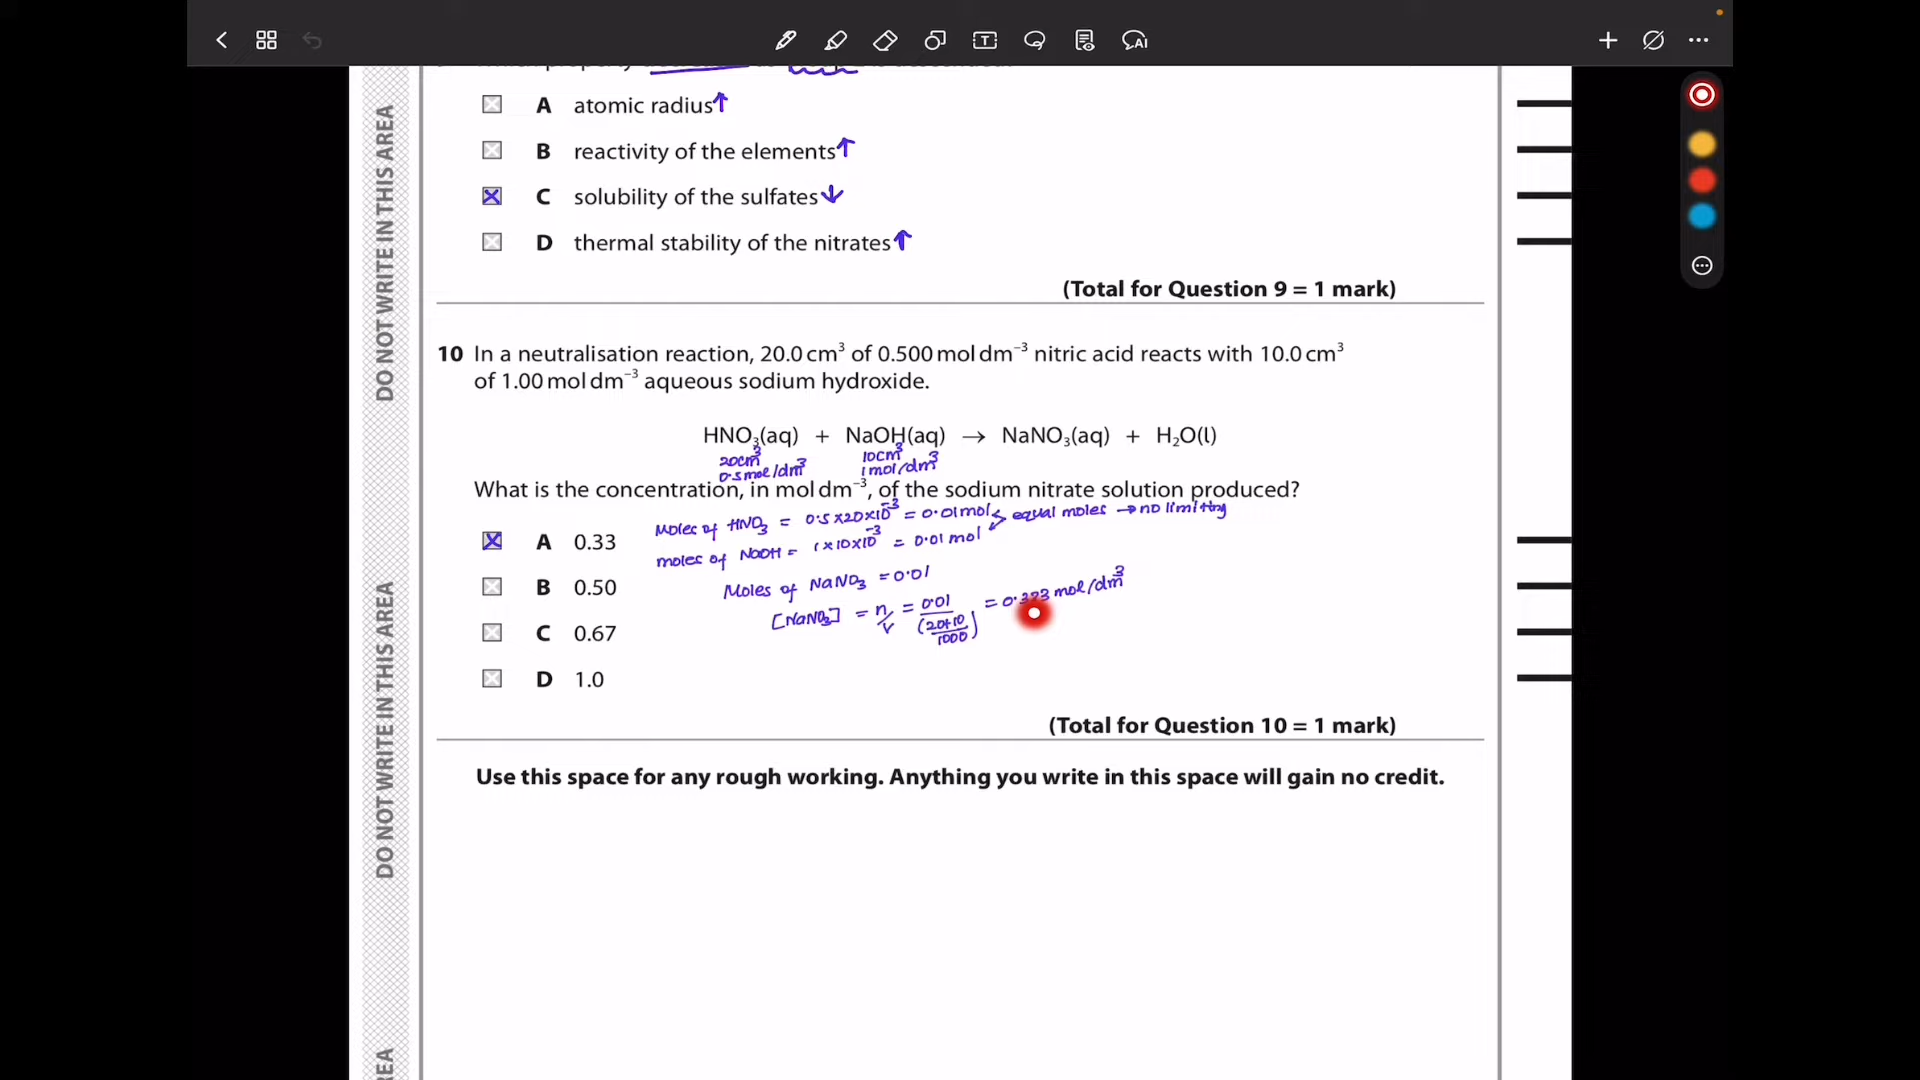 AI
A atomic radius↑
B reactivity of the elements↑
C solubility of the sulfates↓
D thermal stability of the nitrates↑
(Total for Question 9 = 1 mark)
10 In a neutralisation reaction, 20.0 cm³ of 0.500 mol dm⁻³ nitric acid reacts with 10.0 cm³
of 1.00 mol dm⁻³ aqueous sodium hydroxide.
HNO₃(aq) + NaOH(aq) → NaNO₃(aq) + H₂O(l)
20cm³ 10cm³
0.5mol/dm³ 1mol/dm³
What is the concentration, in mol dm⁻³, of the sodium nitrate solution produced?
Moles of HNO₃ = 0.5×20×10⁻³ = 0.01mol equal moles → no limiting
A 0.33
moles of NaOH = 1×10×10⁻³ = 0.01 mol
B 0.50
Moles of NaNO₃ = 0.01
[NaNO₃] = n/v = 0.01/(20+10/1000) = 0.333 mol/dm³
C 0.67
D 1.0
(Total for Question 10 = 1 mark)
Use this space for any rough working. Anything you write in this space will gain no credit.
DO NOT WRITE IN THIS AREA
DO NOT WRITE IN THIS AREA
REA